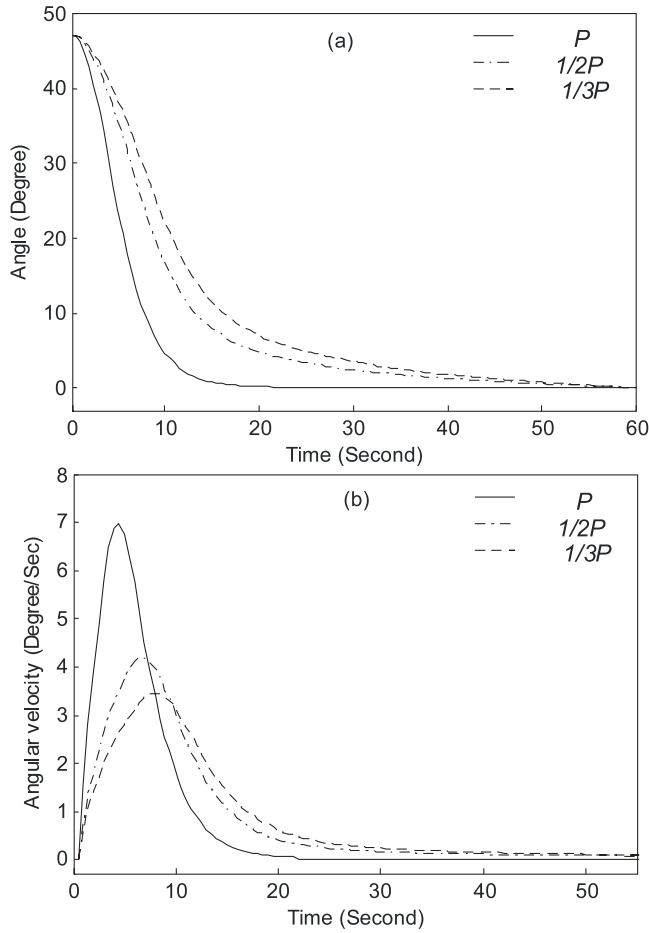 50
(a)
P
40
1/2P
1/3P
30
Angle (Degree)
20
10
0
0 10 20 30 40 50 60
Time (Second)
8
(b)
P
7
1/2P
6
1/3P
5
Angular velocity (Degree/Sec)
4
3
2
1
0
0 10 20 30 40 50
Time (Second)